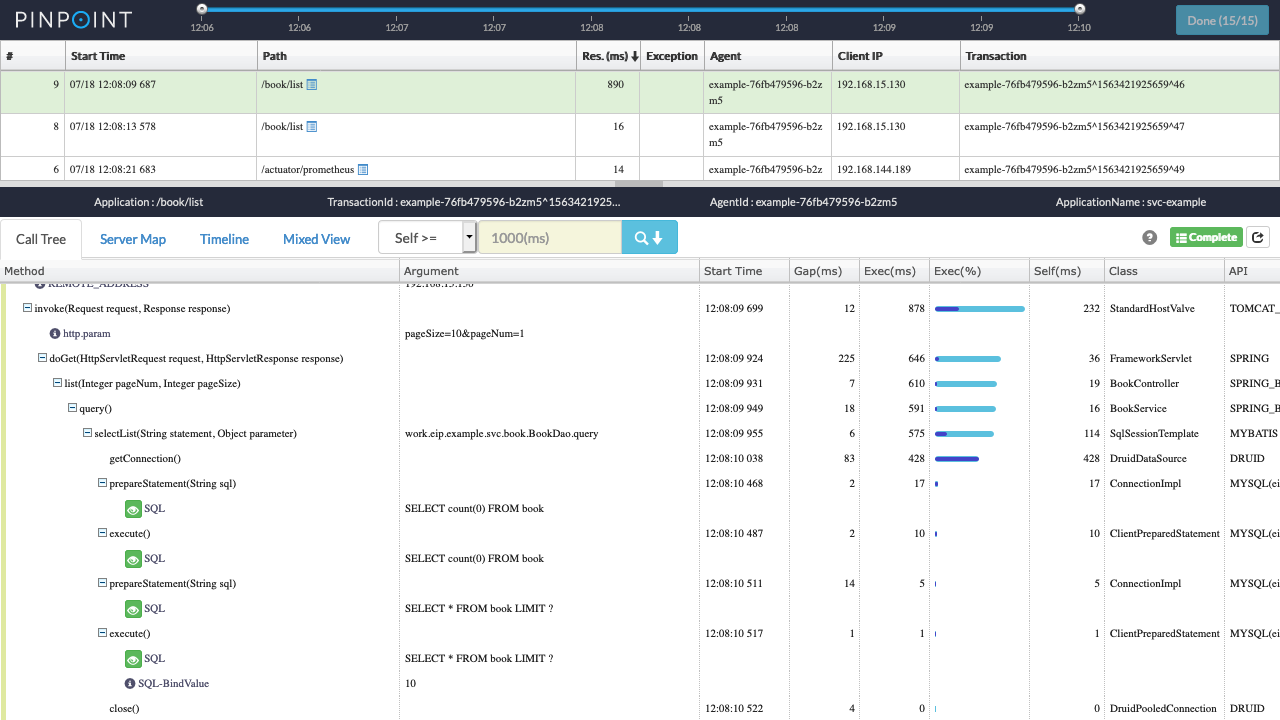 PINPOINT
12:06 12:06 12:07 12:07 12:08 12:08 12:08 12:09 12:09 12:10
Done (15/15)
# Start Time Path Res. (ms) Exception Agent Client IP Transaction
9 07/18 12:08:09 687 /book/list 890 example-76fb479596-b2z 192.168.15.130 example-76fb479596-b2zm5^1563421925659^46
m5
8 07/18 12:08:13 578 /book/list 16 example-76fb479596-b2z 192.168.15.130 example-76fb479596-b2zm5^1563421925659^47
m5
6 07/18 12:08:21 683 /actuator/prometheus 14 example-76fb479596-b2z 192.168.144.189 example-76fb479596-b2zm5^1563421925659^49
Application : /book/list TransactionId : example-76fb479596-b2zm5^1563421925... AgentId : example-76fb479596-b2zm5 ApplicationName : svc-example
Call Tree Server Map Timeline Mixed View Self >= 1000(ms) Complete
Method Argument Start Time Gap(ms) Exec(ms) Exec(%) Self(ms) Class API
REMOTE_ADDRESS 192.168.15.130
invoke(Request request, Response response) 12:08:09 699 12 878 232 StandardHostValve TOMCAT_
http.param pageSize=10&pageNum=1
doGet(HttpServletRequest request, HttpServletResponse response) 12:08:09 924 225 646 36 FrameworkServlet SPRING
list(Integer pageNum, Integer pageSize) 12:08:09 931 7 610 19 BookController SPRING_B
query() 12:08:09 949 18 591 16 BookService SPRING_B
selectList(String statement, Object parameter) work.eip.example.svc.book.BookDao.query 12:08:09 955 6 575 114 SqlSessionTemplate MYBATIS
getConnection() 12:08:10 038 83 428 428 DruidDataSource DRUID
prepareStatement(String sql) 12:08:10 468 2 17 17 ConnectionImpl MYSQL(ei
SQL SELECT count(0) FROM book
execute() 12:08:10 487 2 10 10 ClientPreparedStatement MYSQL(ei
SQL SELECT count(0) FROM book
prepareStatement(String sql) 12:08:10 511 14 5 5 ConnectionImpl MYSQL(ei
SQL SELECT * FROM book LIMIT ?
execute() 12:08:10 517 1 1 1 ClientPreparedStatement MYSQL(ei
SQL SELECT * FROM book LIMIT ?
SQL-BindValue 10
close() 12:08:10 522 4 0 0 DruidPooledConnection DRUID